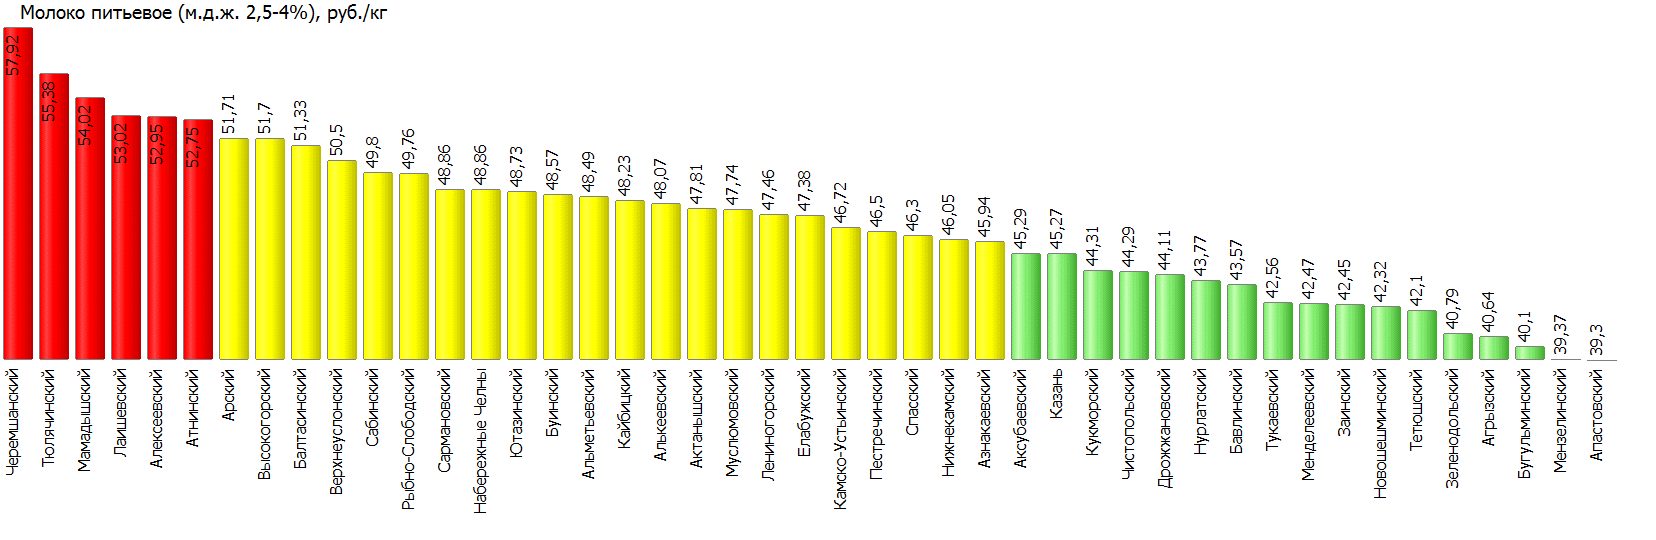 Молоко питьевое (м.д.ж. 2,5-4%), руб./кг
57,92
55,38
54,02
53,02
52,95
52,75
51,71
51,7
51,33
50,5
49,8
49,76
48,86
48,86
48,73
48,57
48,49
48,23
48,07
47,81
47,74
47,46
47,38
46,72
46,5
46,3
46,05
45,94
45,29
45,27
44,31
44,29
44,11
43,77
43,57
42,56
42,47
42,45
42,32
42,1
40,79
40,64
40,1
39,37
39,3
Черемшанский
Тюлячинский
Мамадышский
Лаишевский
Алексеевский
Атнинский
Арский
Высокогорский
Балтасинский
Верхнеуслонский
Сабинский
Рыбно-Слободский
Сармановский
Набережные Челны
Ютазинский
Буинский
Альметьевский
Кайбицкий
Алькеевский
Актанышский
Муслюмовский
Лениногорский
Елабужский
Камско-Устьинский
Пестречинский
Спасский
Нижнекамский
Азнакаевский
Аксубаевский
Казань
Кукморский
Чистопольский
Дрожжановский
Нурлатский
Бавлинский
Тукаевский
Менделеевский
Заинский
Новошешминский
Тетюшский
Зеленодольский
Агрызский
Бугульминский
Мензелинский
Апастовский